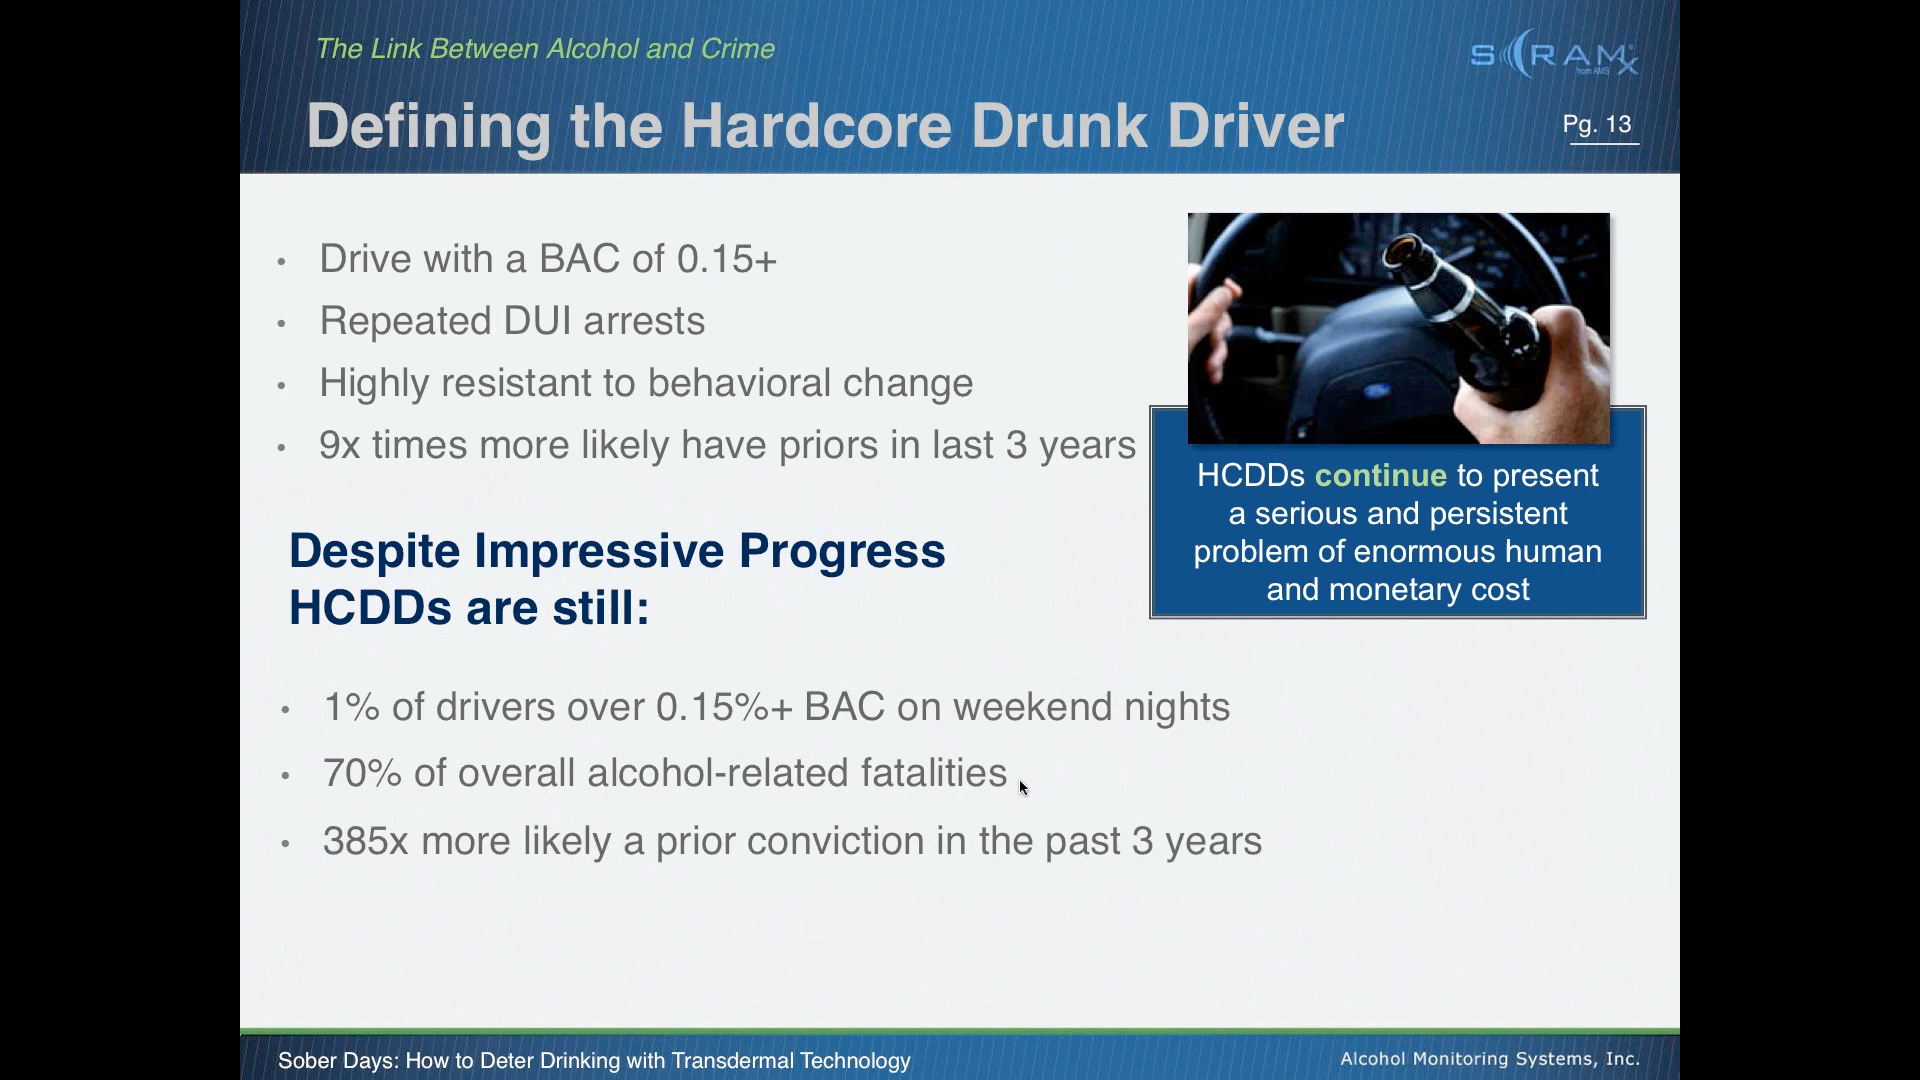 The Link Between Alcohol and Crime
SCRAMx
from AMS
Defining the Hardcore Drunk Driver
Pg. 13
• Drive with a BAC of 0.15+
• Repeated DUI arrests
• Highly resistant to behavioral change
• 9x times more likely have priors in last 3 years
HCDDs continue to present
a serious and persistent
problem of enormous human
and monetary cost
Despite Impressive Progress
HCDDs are still:
• 1% of drivers over 0.15%+ BAC on weekend nights
• 70% of overall alcohol-related fatalities
• 385x more likely a prior conviction in the past 3 years
Sober Days: How to Deter Drinking with Transdermal Technology
Alcohol Monitoring Systems, Inc.